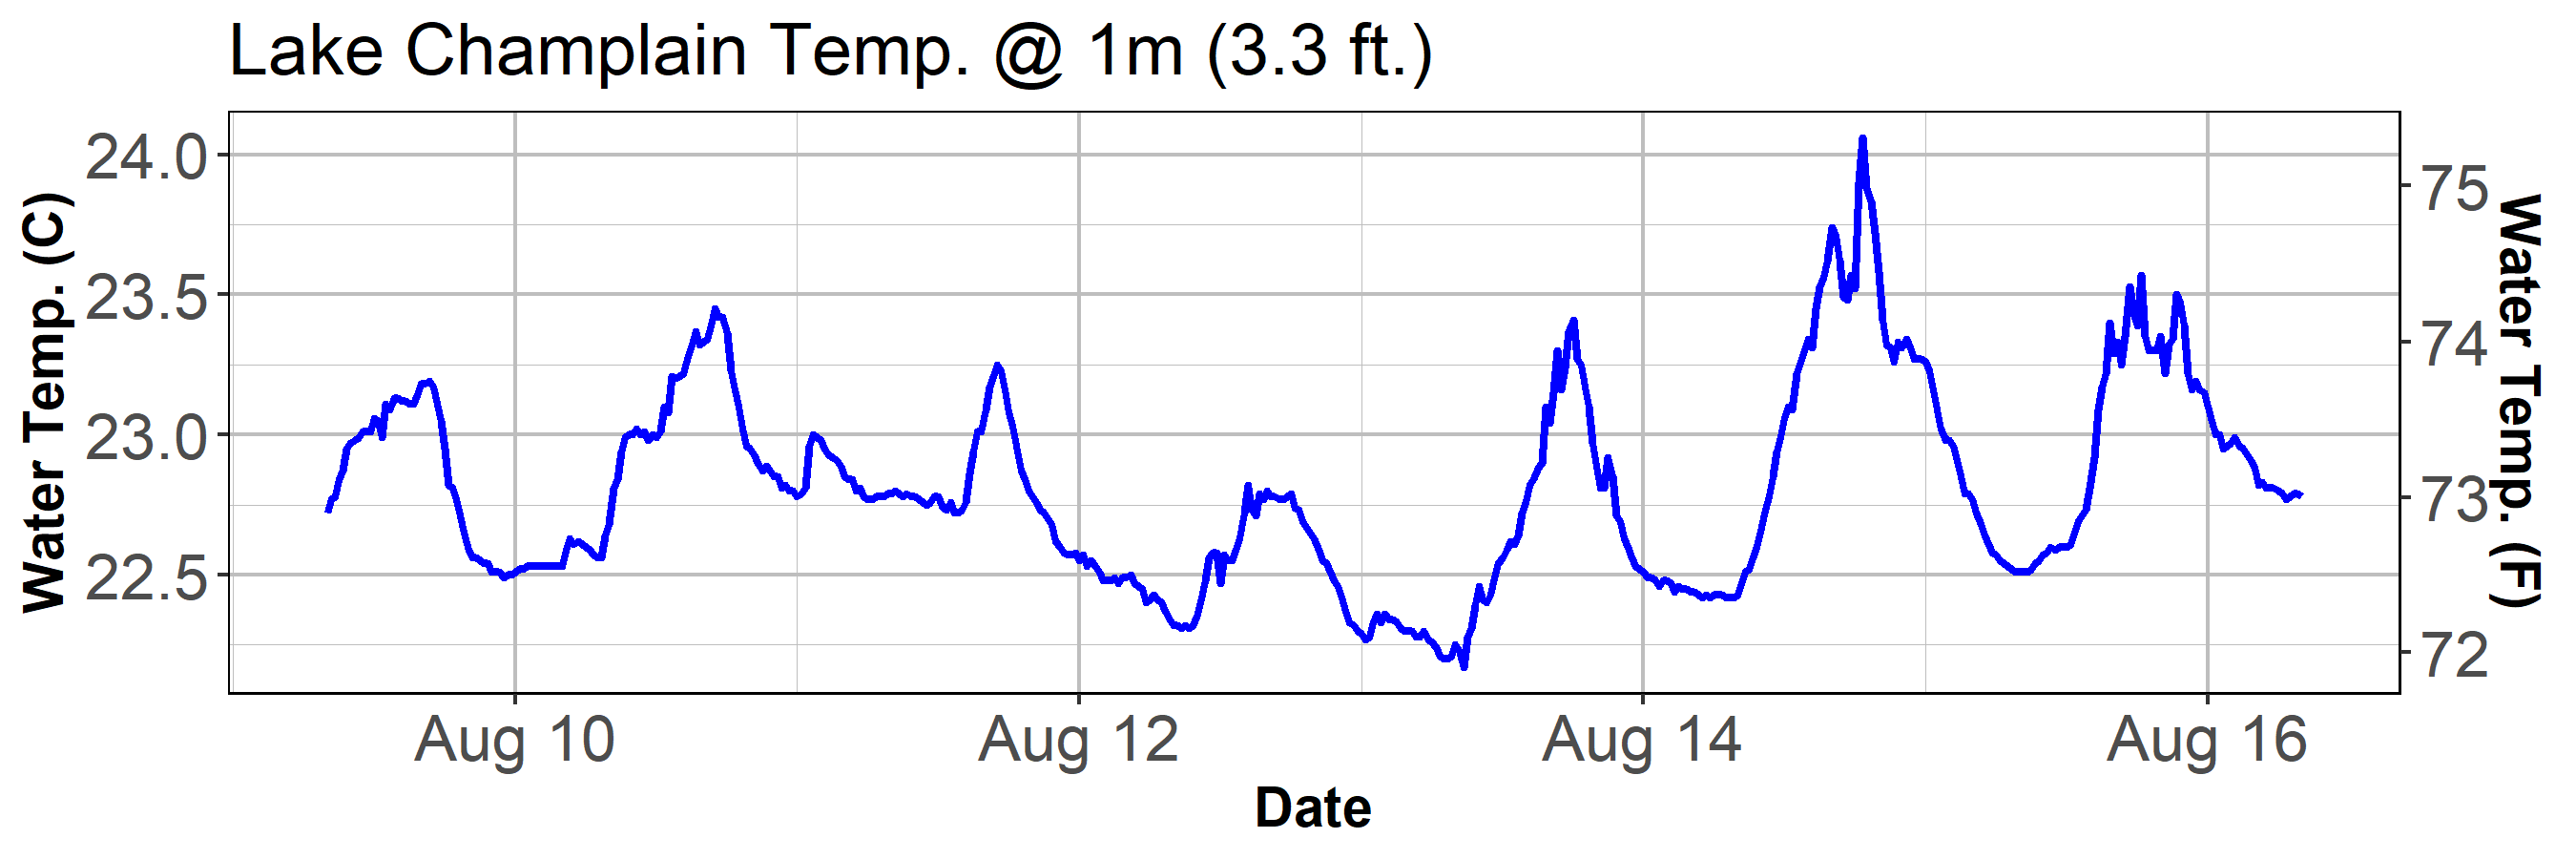 Lake Champlain Temp. @ 1m (3.3 ft.)
Water Temp. (C)
24.0
23.5
23.0
22.5
75
74
73
72
Water Temp. (F)
Aug 10 Aug 12 Aug 14 Aug 16
Date